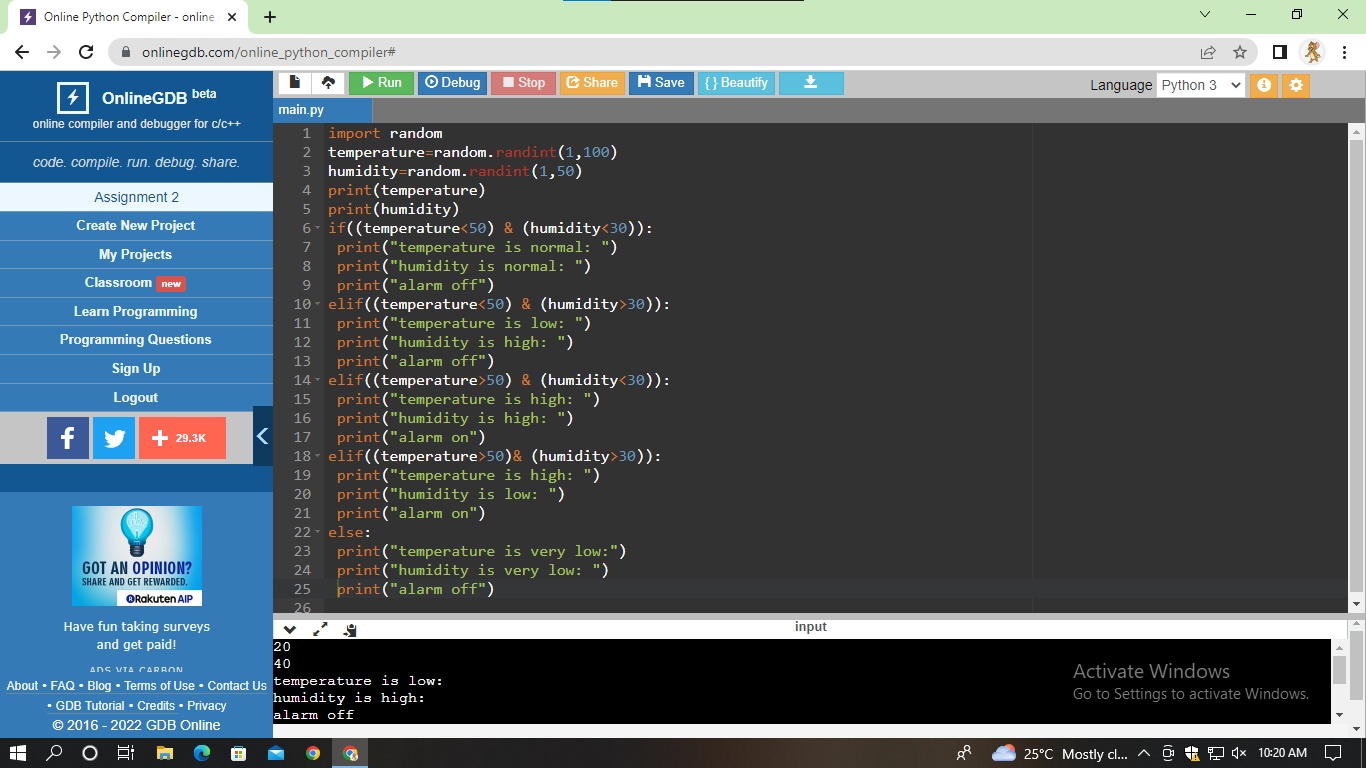 Online Python Compiler - online
onlinegdb.com/online_python_compiler#
OnlineGDB beta
online compiler and debugger for c/c++
code. compile. run. debug. share.
Assignment 2
Create New Project
My Projects
Classroom new
Learn Programming
Programming Questions
Sign Up
Logout
f
29.3K
GOT AN OPINION?
SHARE AND GET REWARDED.
Rakuten AIP
Have fun taking surveys
and get paid!
ADS VIA CARBON
About • FAQ • Blog • Terms of Use • Contact Us
• GDB Tutorial • Credits • Privacy
© 2016 - 2022 GDB Online
Run Debug Stop Share Save { } Beautify
Language Python 3
main.py
1 import random
2 temperature=random.randint(1,100)
3 humidity=random.randint(1,50)
4 print(temperature)
5 print(humidity)
6 if((temperature<50) & (humidity<30)):
7 print("temperature is normal: ")
8 print("humidity is normal: ")
9 print("alarm off")
10 elif((temperature<50) & (humidity>30)):
11 print("temperature is low: ")
12 print("humidity is high: ")
13 print("alarm off")
14 elif((temperature>50) & (humidity<30)):
15 print("temperature is high: ")
16 print("humidity is high: ")
17 print("alarm on")
18 elif((temperature>50)& (humidity>30)):
19 print("temperature is high: ")
20 print("humidity is low: ")
21 print("alarm on")
22 else:
23 print("temperature is very low:")
24 print("humidity is very low: ")
25 print("alarm off")
26
input
20
40
temperature is low:
humidity is high:
alarm off
Activate Windows
Go to Settings to activate Windows.
25°C Mostly cl... 10:20 AM